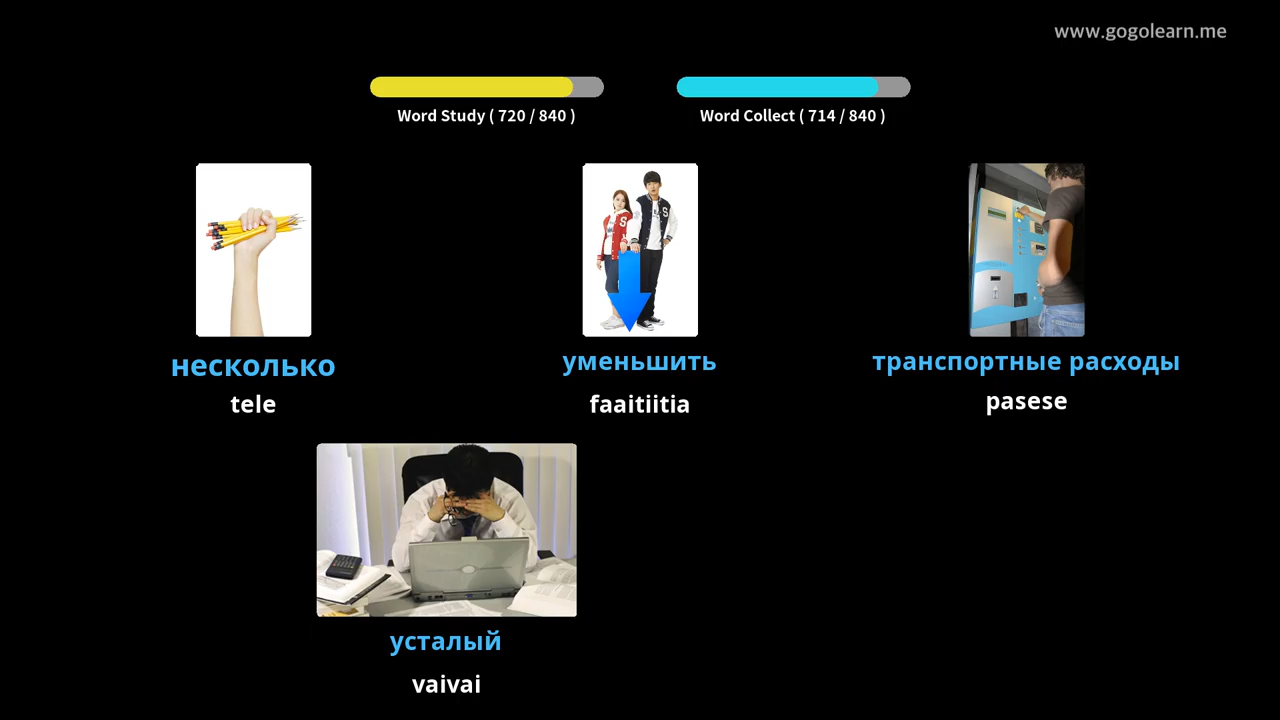 www.gogolearn.me
Word Study ( 720 / 840 )
Word Collect ( 714 / 840 )
несколько
tele
уменьшить
faaitiitia
транспортные расходы
pasese
усталый
vaivai